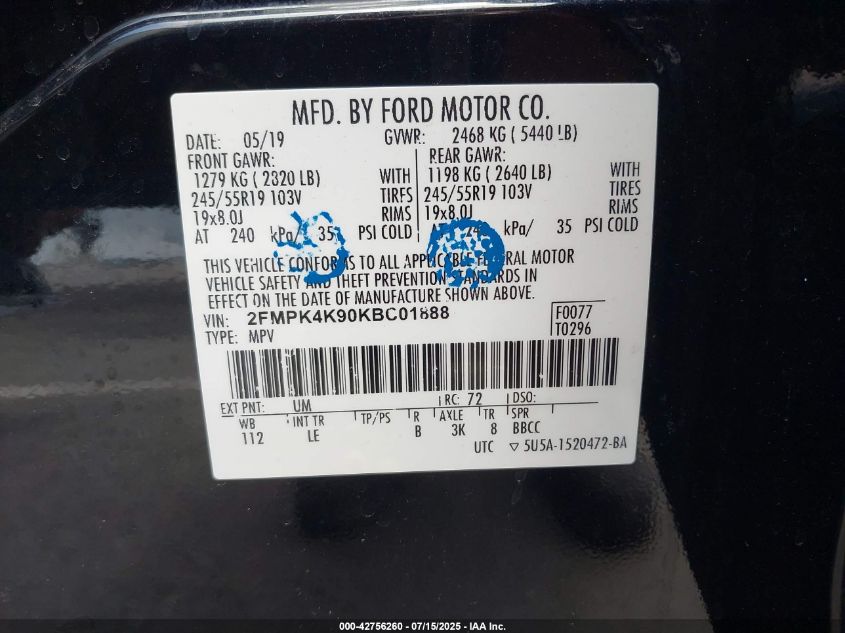 MFD. BY FORD MOTOR CO.
DATE: 05/19 GVWR: 2468 KG ( 5440 LB)
FRONT GAWR: REAR GAWR:
1279 KG ( 2820 LB) WITH 1198 KG ( 2640 LB) WITH
245/55R19 103V TIRES 245/55R19 103V TIRES
19x8.0J RIMS 19x8.0J RIMS
AT 240 kPa/ 35 PSI COLD AT 24 kPa/ 35 PSI COLD
THIS VEHICLE CONFORMS TO ALL APPLICABLE FEDERAL MOTOR
VEHICLE SAFETY AND THEFT PREVENTION STANDARDS IN
EFFECT ON THE DATE OF MANUFACTURE SHOWN ABOVE.
VIN: 2FMPK4K90KBC01888 F0077
TYPE: MPV T0296
EXT PNT: UM RC: 72 DSO:
WB INT TR TP/PS R AXLE TR SPR
112 LE B 3K 8 BBCC
UTC ▽ 5U5A-1520472-BA
000-42756260 - 07/15/2025 - IAA Inc.